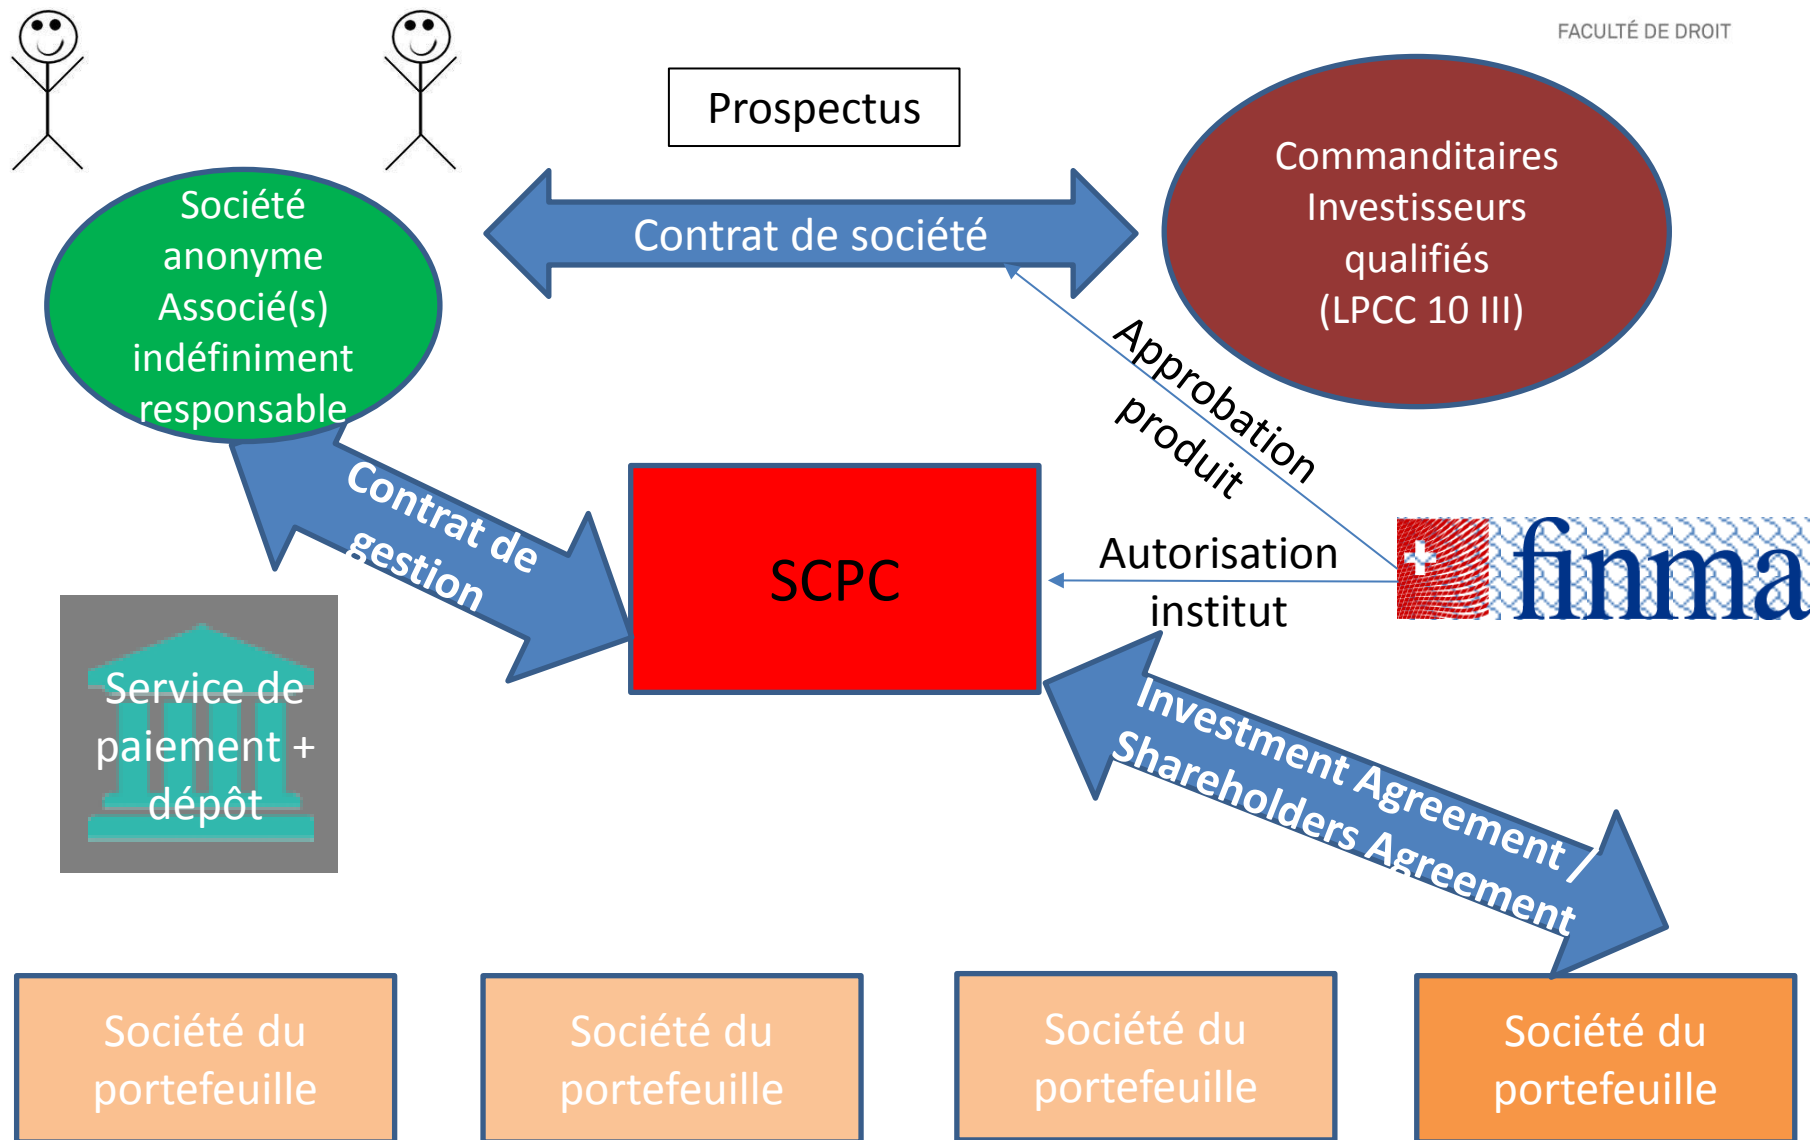 FACULTÉ DE DROIT
Prospectus
Société
anonyme
Associé(s)
indéfiniment
responsable
Contrat de société
Commanditaires
Investisseurs
qualifiés
(LPCC 10 III)
Approbation
produit
Contrat de
gestion
SCPC
Autorisation
institut
finma
Service de
paiement +
dépôt
Investment Agreement /
Shareholders Agreement
Société du
portefeuille
Société du
portefeuille
Société du
portefeuille
Société du
portefeuille